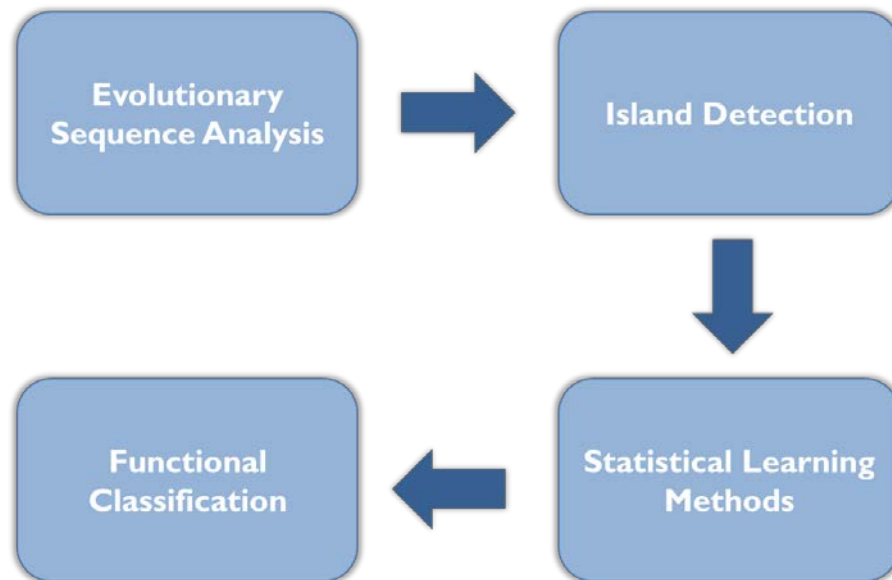 Evolutionary
Sequence Analysis
Island Detection
Statistical Learning
Methods
Functional
Classification